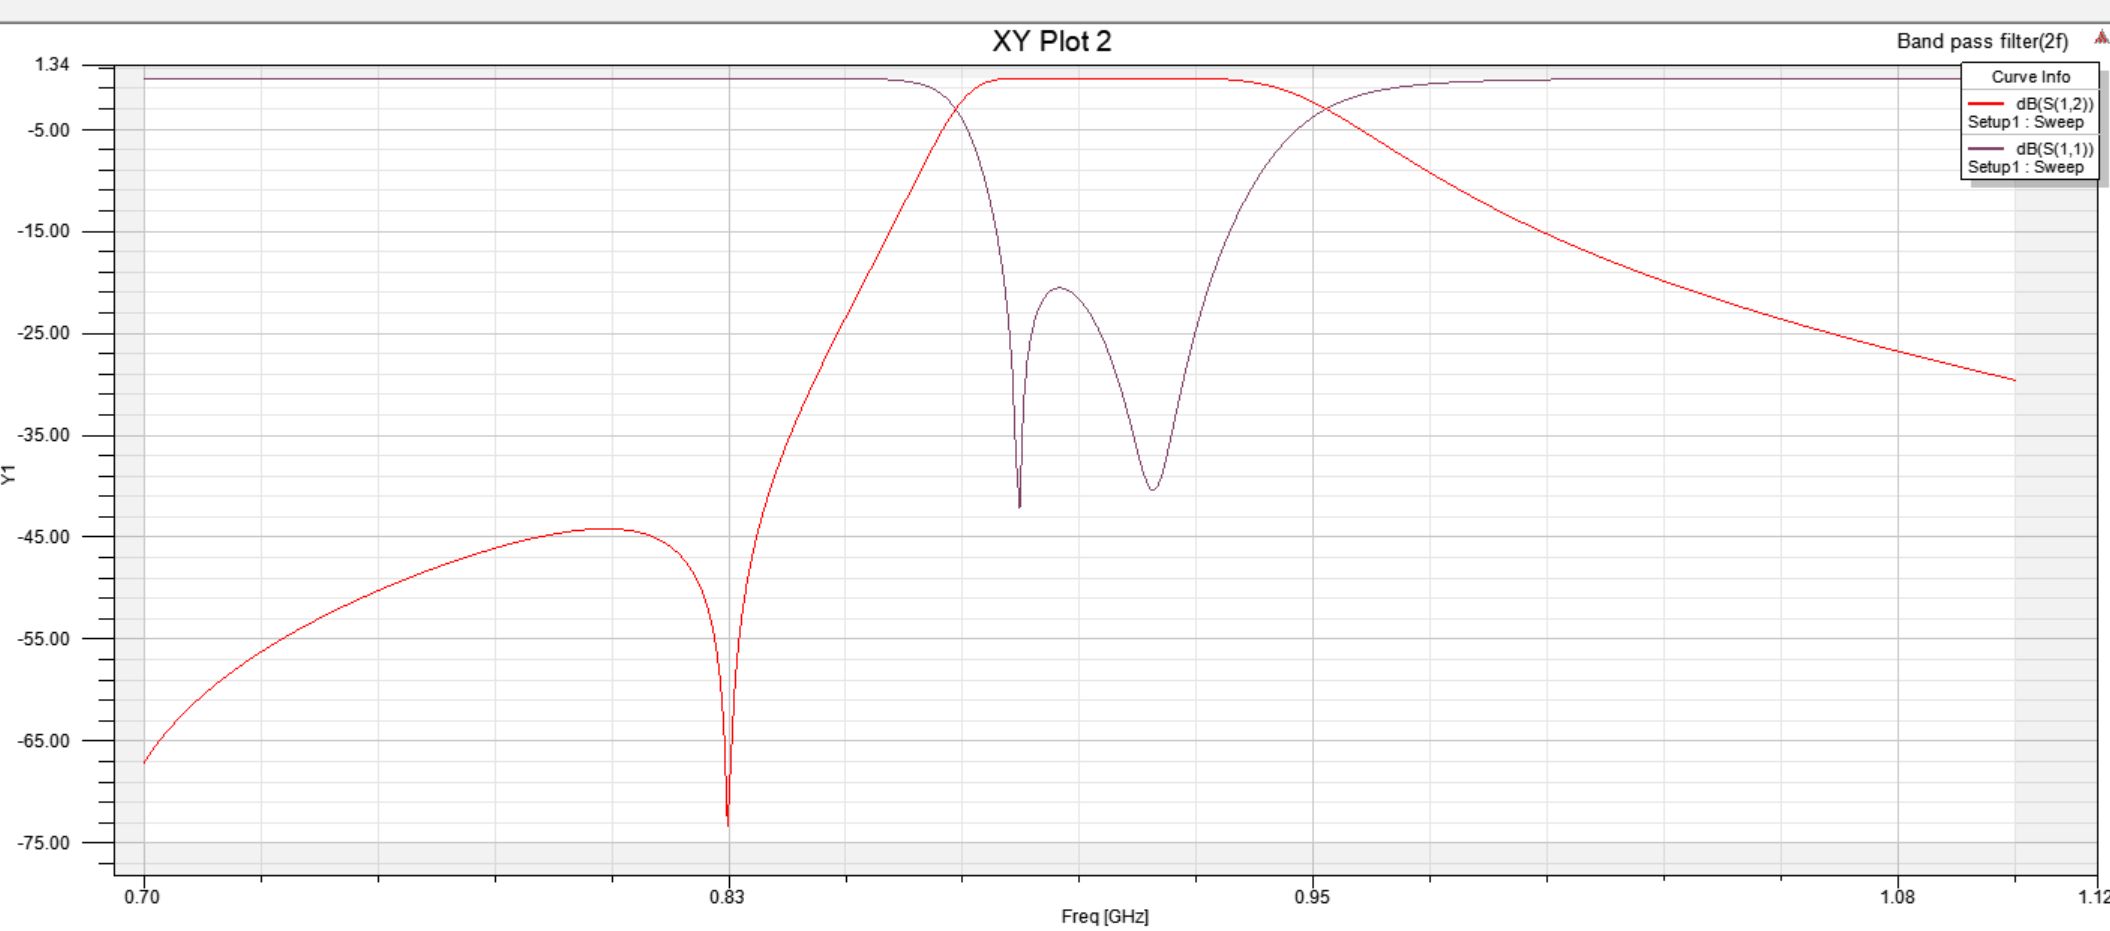 XY Plot 2
Band pass filter(2f)
Curve Info
dB(S(1,2))
Setup1 : Sweep
dB(S(1,1))
Setup1 : Sweep
1.34
-5.00
-15.00
-25.00
-35.00
-45.00
-55.00
-65.00
-75.00
Y1
0.70
0.83
0.95
1.08
1.12
Freq [GHz]